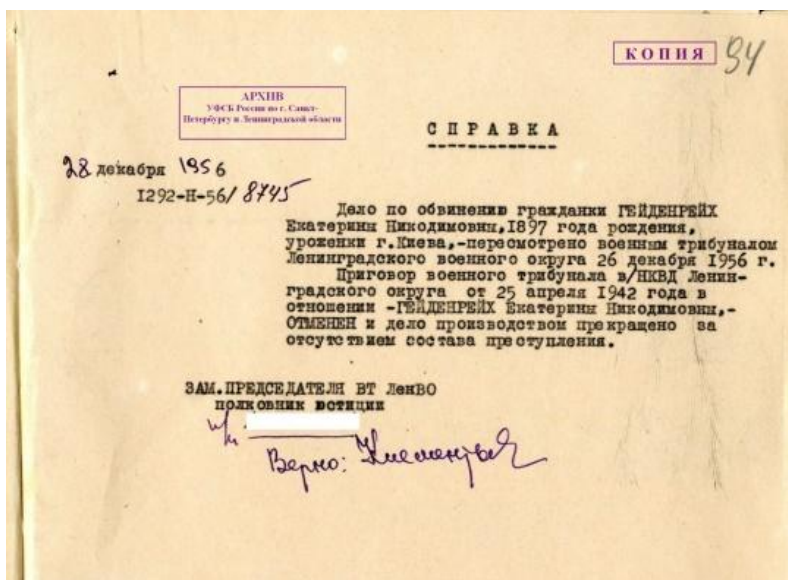 КОПИЯ
94
АРХИВ
УФСБ России по г. Санкт-
Петербургу и Ленинградской области
СПРАВКА
28 декабря 1956
1292-Н-56/8745
Дело по обвинению гражданки ГЕЙДЕНРЕЙХ
Екатерины Никодимовны,1897 года рождения,
уроженки г.Киева,-пересмотрено военным трибуналом
Ленинградского военного округа 26 декабря 1956 г.
Приговор военного трибунала в/НКВД Ленин-
градского округа от 25 апреля 1942 года в
отношении -ГЕЙДЕНРЕЙХ Екатерины Никодимовны,-
ОТМЕНЕН и дело производством прекращено за
отсутствием состава преступления.
ЗАМ.ПРЕДСЕДАТЕЛЯ ВТ ЛенВО
полковник юстиции
п/п
Верно: